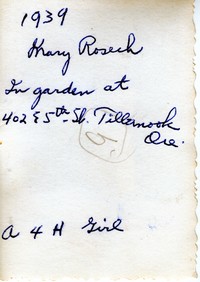 1939
Mary Rosech
In garden at
402 E 5th St. Tillamook
Ore.
A 4 H Girl